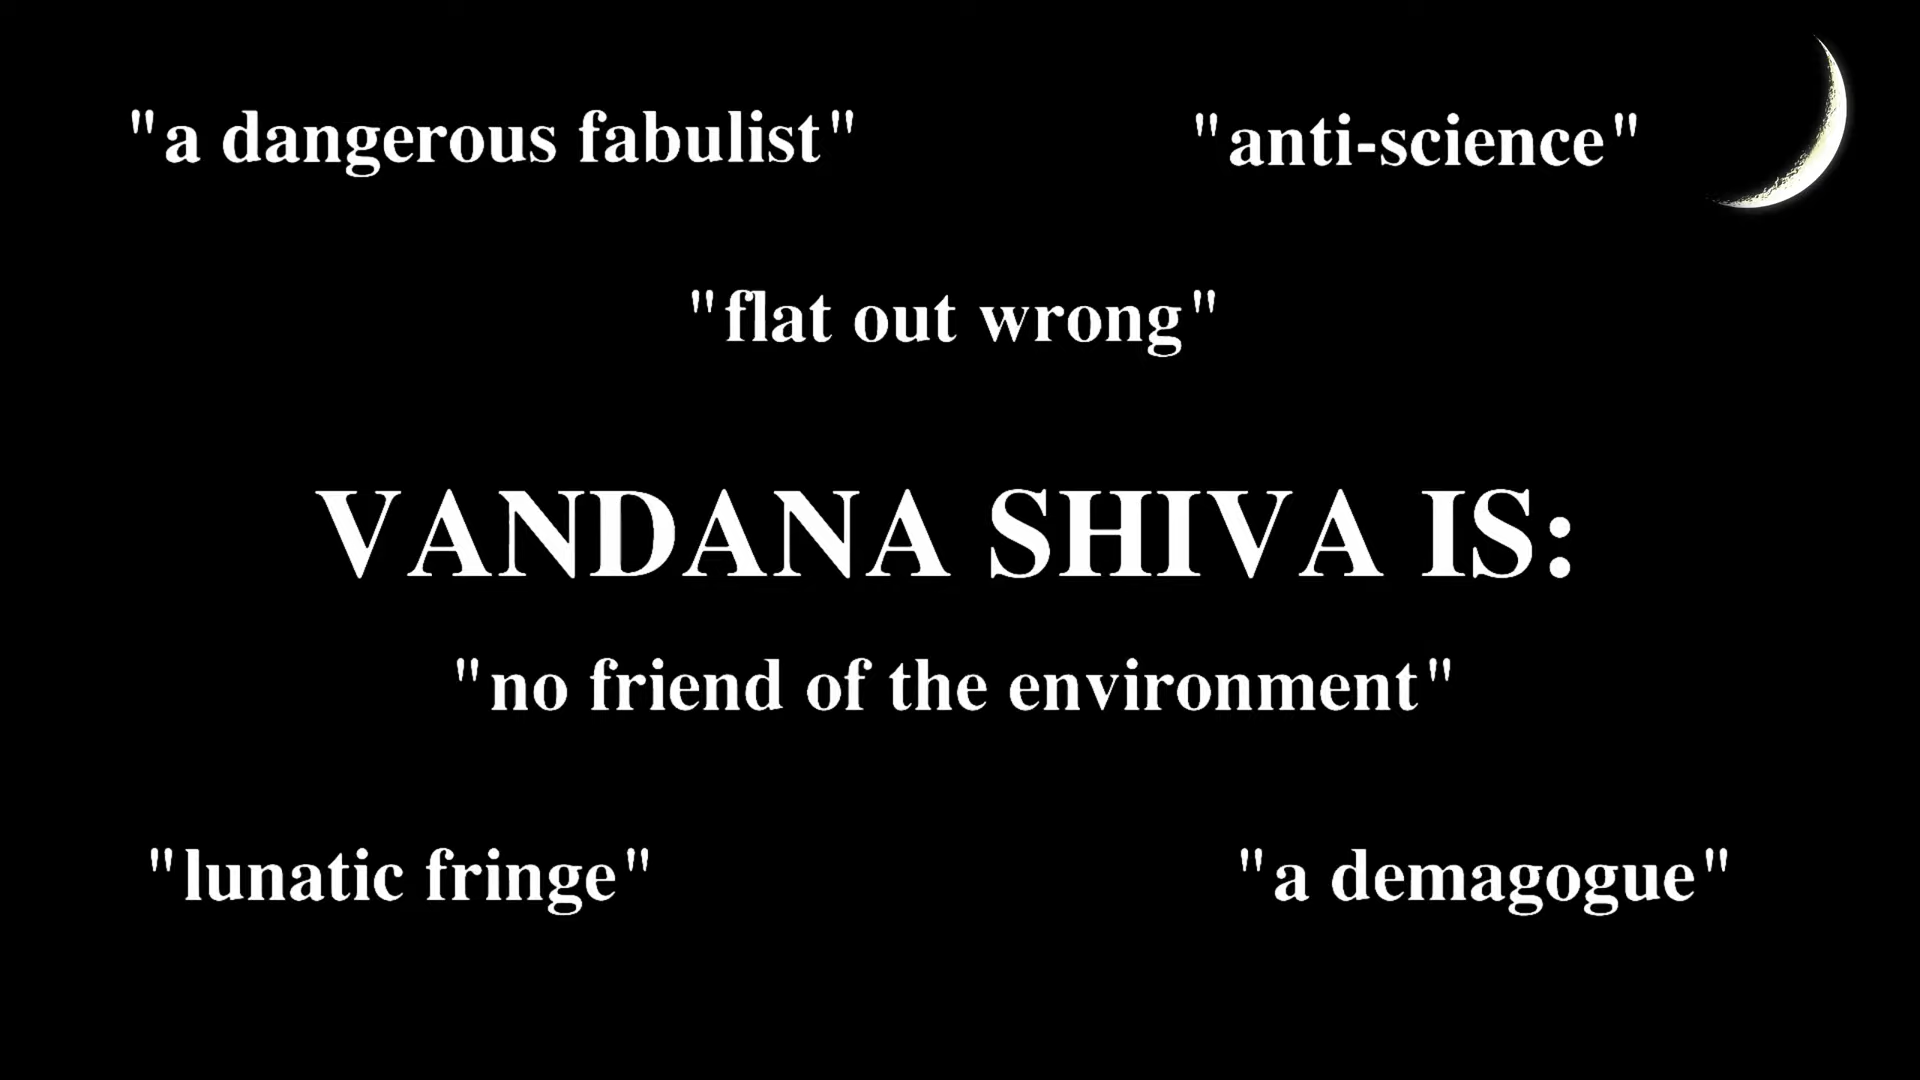 "a dangerous fabulist"
"anti-science"
"flat out wrong"
VANDANA SHIVA IS:
"no friend of the environment"
"lunatic fringe"
"a demagogue"